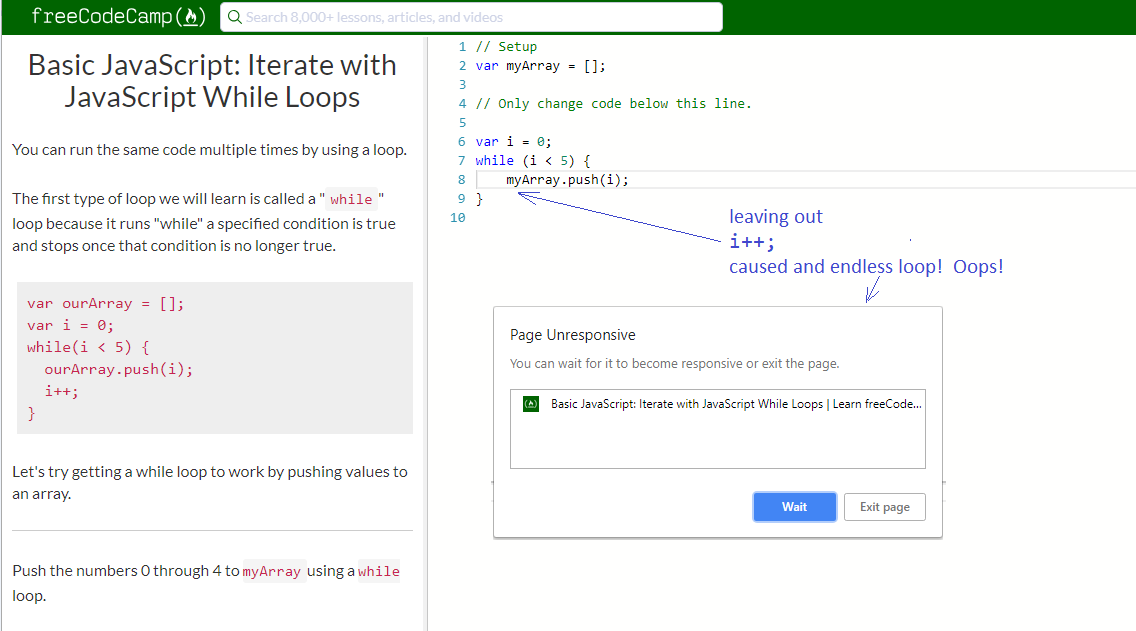 freeCodeCamp
Search 8,000+ lessons, articles, and videos
Basic JavaScript: Iterate with
JavaScript While Loops
You can run the same code multiple times by using a loop.
The first type of loop we will learn is called a " while "
loop because it runs "while" a specified condition is true
and stops once that condition is no longer true.
var ourArray = [];
var i = 0;
while(i < 5) {
  ourArray.push(i);
  i++;
}
Let's try getting a while loop to work by pushing values to
an array.
Push the numbers 0 through 4 to myArray using a while
loop.
1 // Setup
2 var myArray = [];
3
4 // Only change code below this line.
5
6 var i = 0;
7 while (i < 5) {
8     myArray.push(i);
9 }
10
leaving out
i++;
caused and endless loop! Oops!
Page Unresponsive
You can wait for it to become responsive or exit the page.
Basic JavaScript: Iterate with JavaScript While Loops | Learn freeCode...
Wait
Exit page